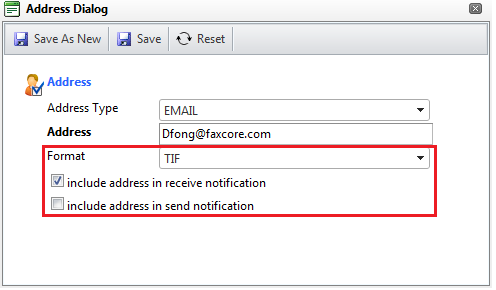 Address Dialog
Save As New Save Reset
Address
Address Type EMAIL
Address Dfong@faxcore.com
Format TIF
include address in receive notification
include address in send notification